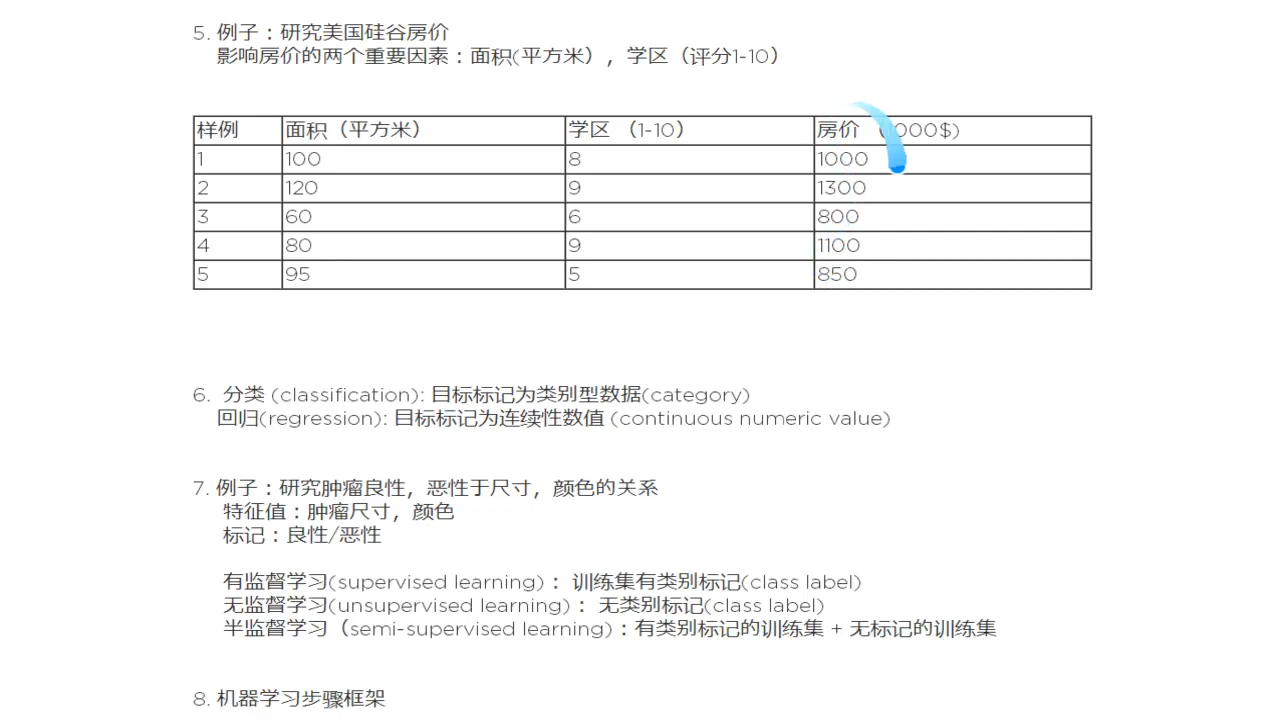 5. 例子：研究美国硅谷房价
影响房价的两个重要因素：面积(平方米），学区（评分1-10）
样例 面积（平方米） 学区 （1-10） 房价 （1000$)
1 100 8 1000
2 120 9 1300
3 60 6 800
4 80 9 1100
5 95 5 850
6. 分类 (classification): 目标标记为类别型数据(category)
回归(regression): 目标标记为连续性数值 (continuous numeric value)
7. 例子：研究肿瘤良性，恶性于尺寸，颜色的关系
特征值：肿瘤尺寸，颜色
标记：良性/恶性
有监督学习(supervised learning)： 训练集有类别标记(class label)
无监督学习(unsupervised learning)： 无类别标记(class label)
半监督学习（semi-supervised learning)：有类别标记的训练集 + 无标记的训练集
8. 机器学习步骤框架